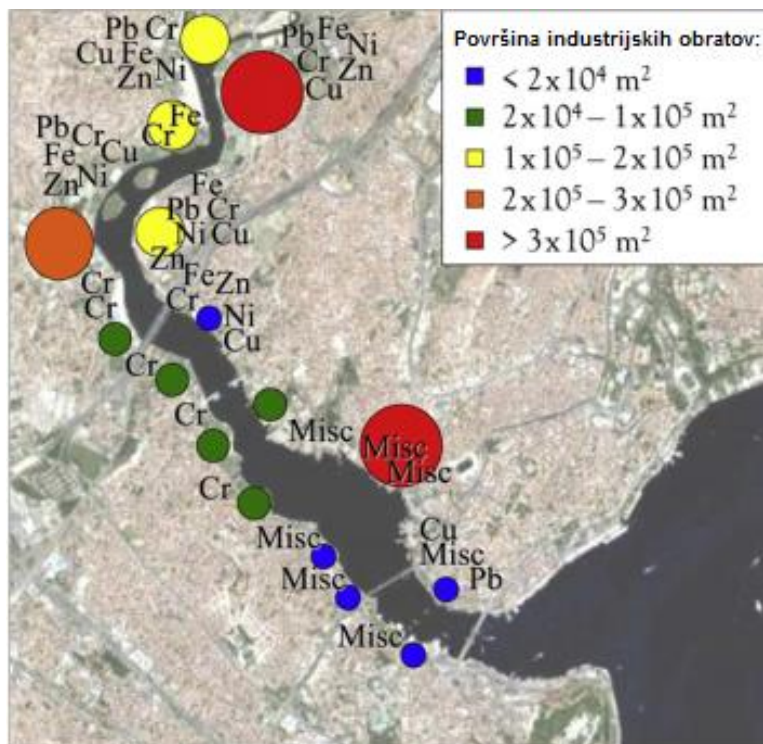 Površina industrijskih obratov:
< 2x10⁴ m²
2x10⁴ – 1x10⁵ m²
1x10⁵ – 2x10⁵ m²
2x10⁵ – 3x10⁵ m²
> 3x10⁵ m²
Pb Cr
Cu Fe
Zn Ni
Pb Fe Ni
Cr Zn
Cu
Fe
Cr
Pb Cr Cu
Fe Ni
Zn
Fe
Pb Cr
Ni Cu
Zn
Fe Zn
Cr
Ni
Cu
Cr
Cr
Cr
Cr
Cr
Misc
Misc
Misc
Misc
Misc
Cu
Misc
Pb
Misc